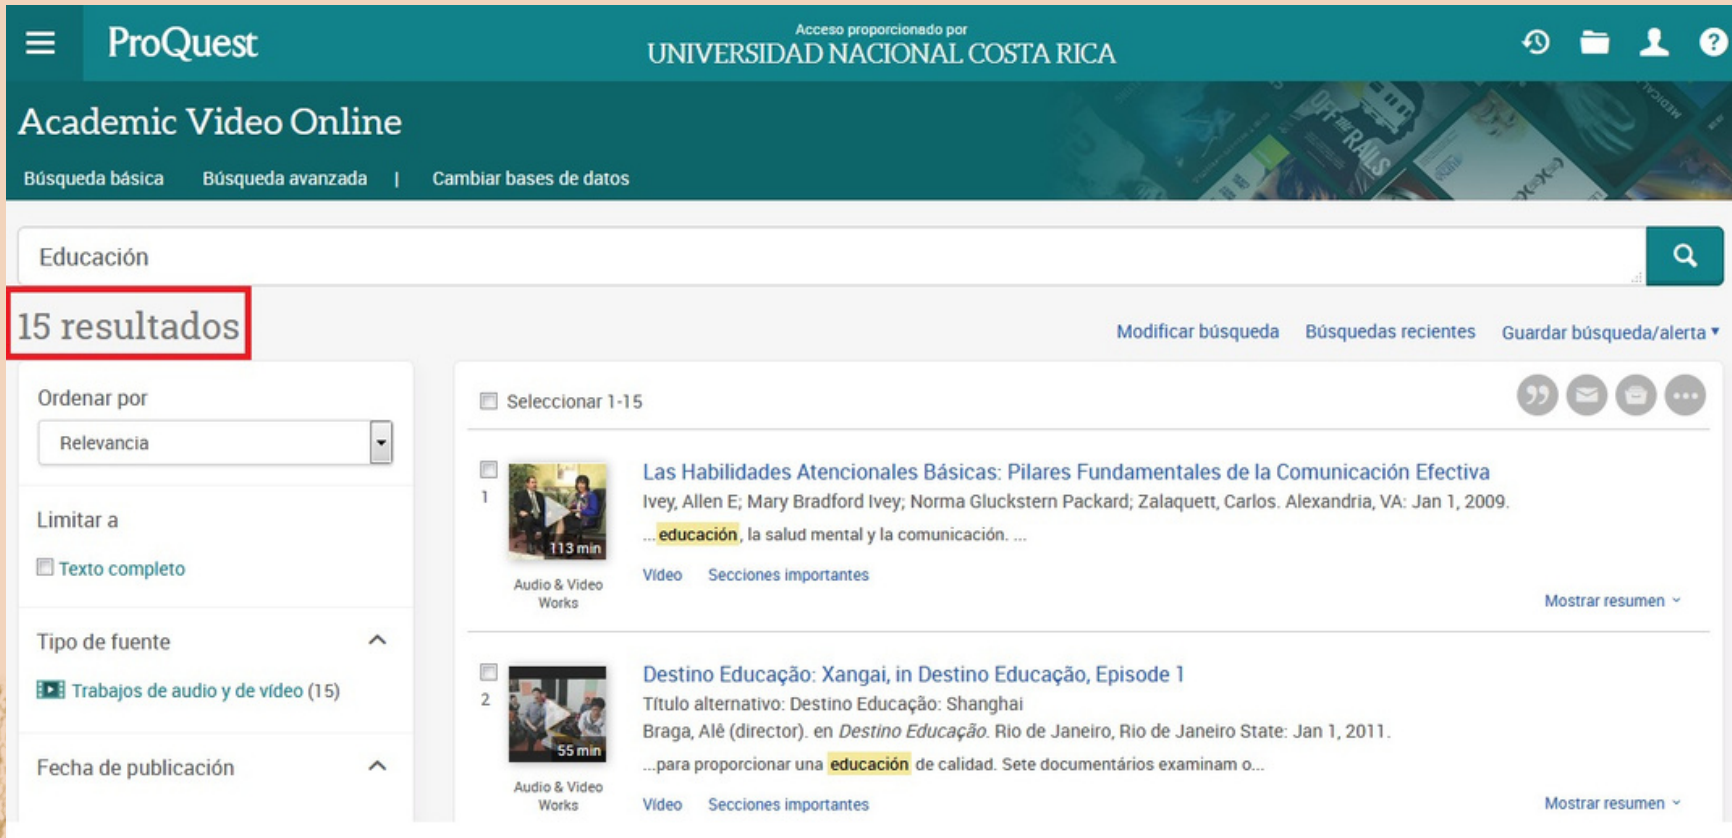 ProQuest
Acceso proporcionado por
UNIVERSIDAD NACIONAL COSTA RICA
?
Academic Video Online
OFF THE RAILS
MEDICAL
Búsqueda básica Búsqueda avanzada | Cambiar bases de datos
Educación
15 resultados
Modificar búsqueda Búsquedas recientes Guardar búsqueda/alerta
Ordenar por
Relevancia
Limitar a
Texto completo
Tipo de fuente
Trabajos de audio y de vídeo (15)
Fecha de publicación
Seleccionar 1-15
1
113 min
Audio & Video
Works
Las Habilidades Atencionales Básicas: Pilares Fundamentales de la Comunicación Efectiva
Ivey, Allen E; Mary Bradford Ivey; Norma Gluckstern Packard; Zalaquett, Carlos. Alexandria, VA: Jan 1, 2009.
... educación, la salud mental y la comunicación. ...
Vídeo Secciones importantes
Mostrar resumen
2
55 min
Audio & Video
Works
Destino Educação: Xangai, in Destino Educação, Episode 1
Título alternativo: Destino Educação: Shanghai
Braga, Alê (director). en Destino Educação. Rio de Janeiro, Rio de Janeiro State: Jan 1, 2011.
...para proporcionar una educación de calidad. Sete documentários examinam o...
Vídeo Secciones importantes
Mostrar resumen